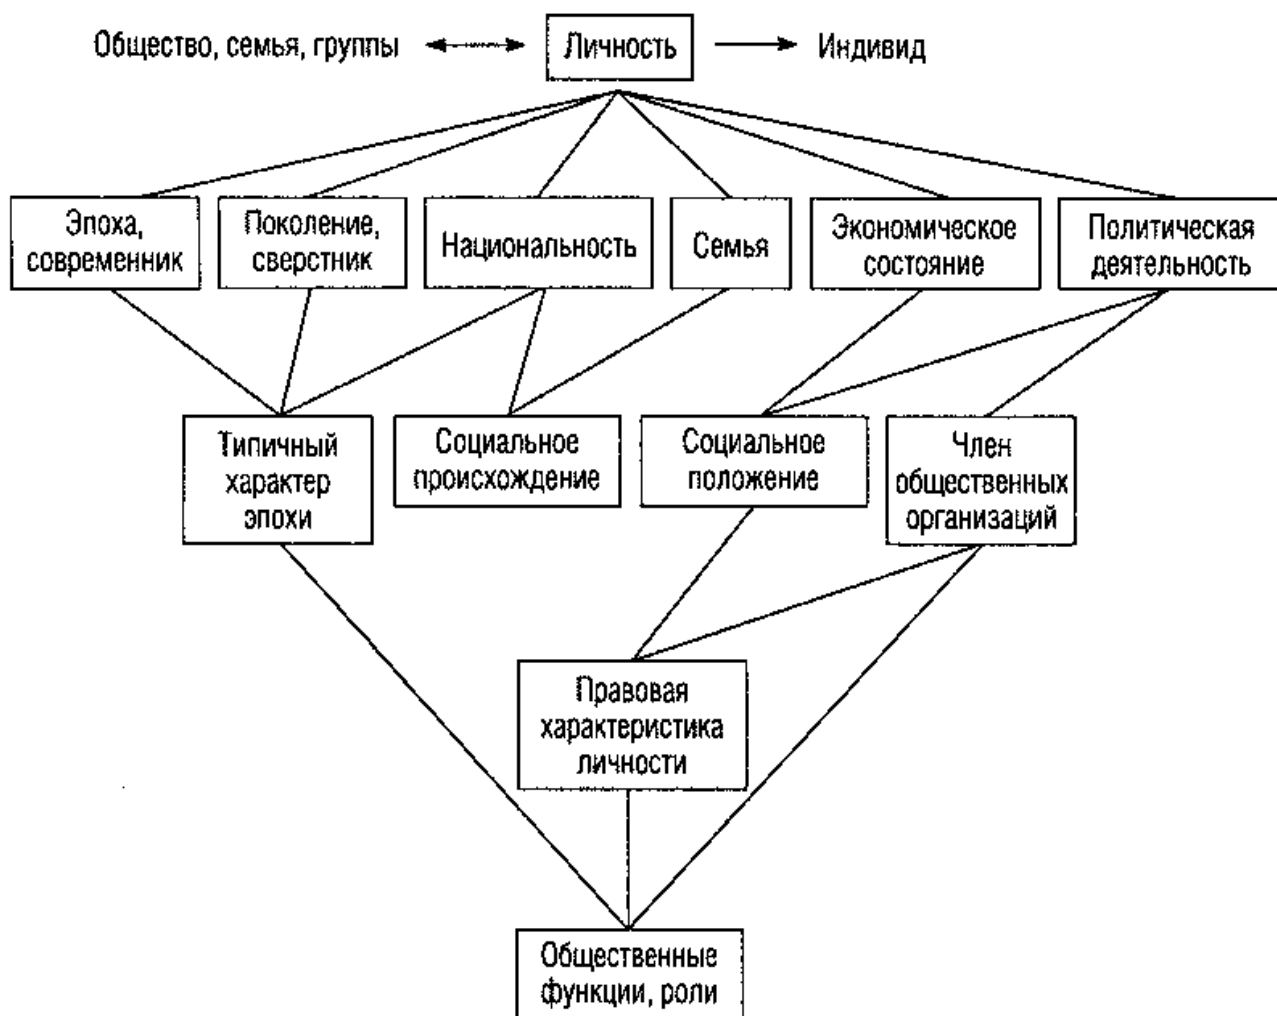 Общество, семья, группы
Личность
Индивид
Эпоха,
современник
Поколение,
сверстник
Национальность
Семья
Экономическое
состояние
Политическая
деятельность
Типичный
характер
эпохи
Социальное
происхождение
Социальное
положение
Член
общественных
организаций
Правовая
характеристика
личности
Общественные
функции, роли